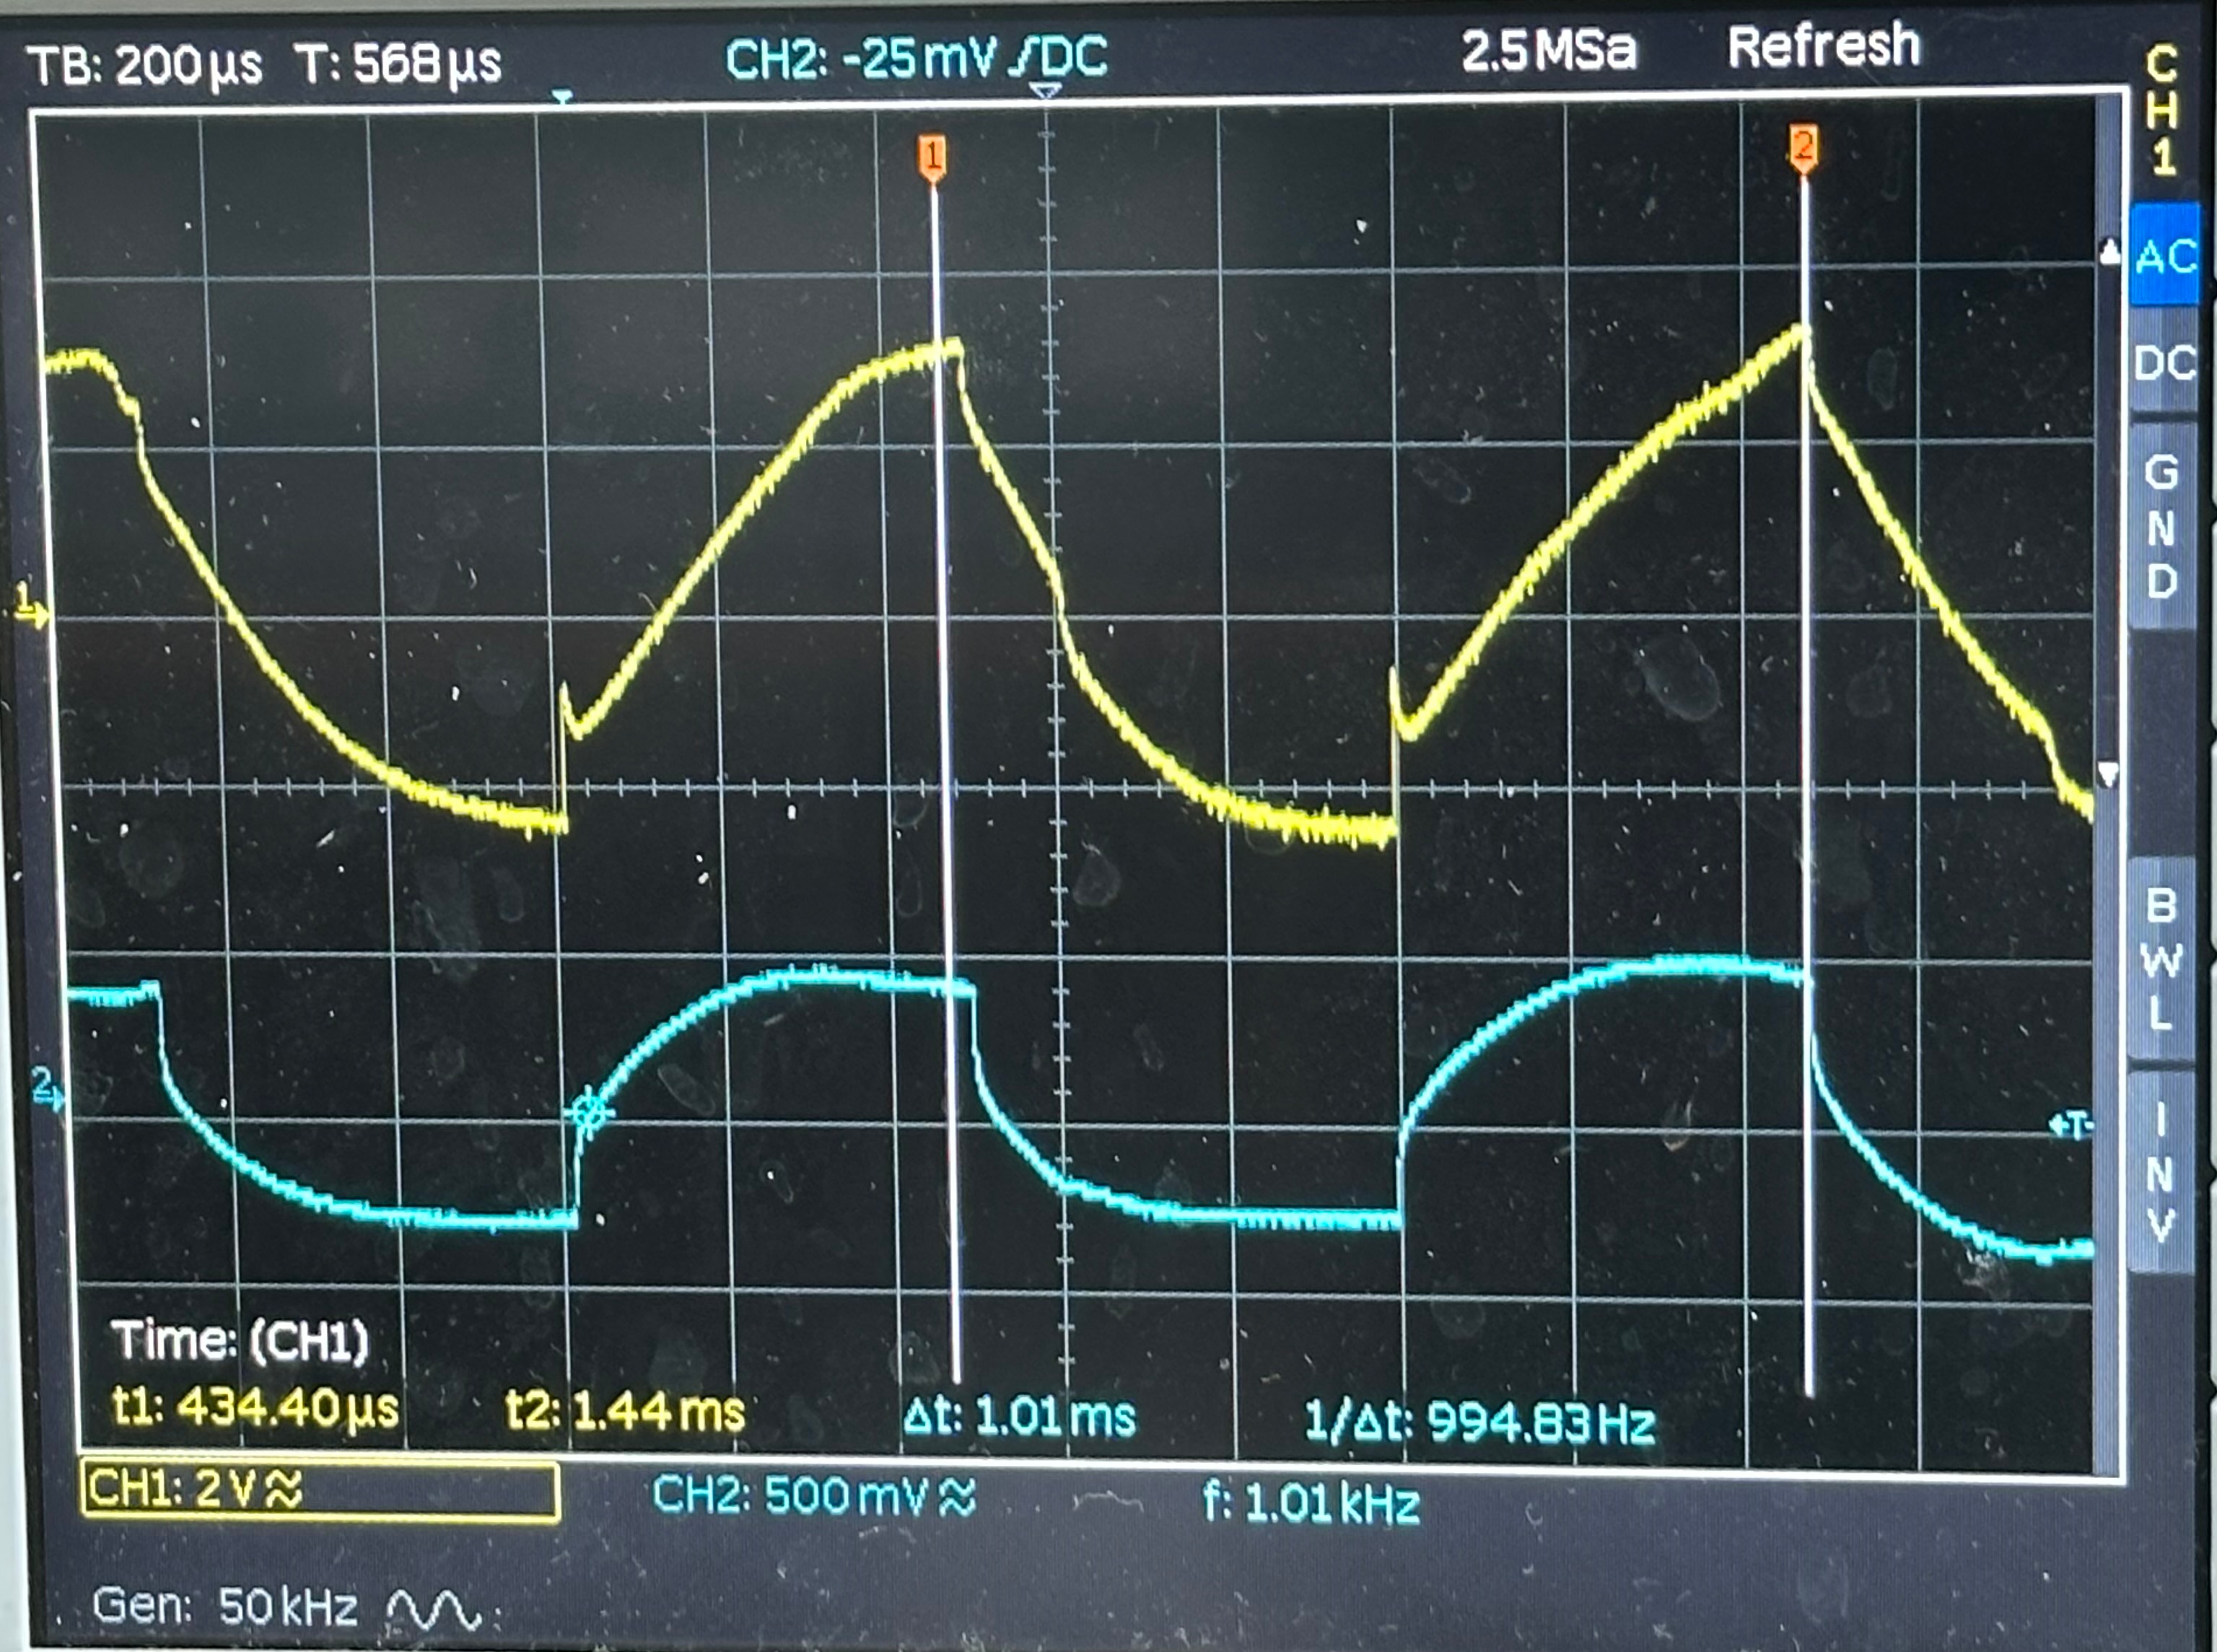 TB: 200µs T: 568µs CH2: -25mV DC 2.5MSa Refresh
CH1
1
2
AC
DC
GND
1
2
T
BWL
INV
Time: (CH1)
t1: 434.40µs t2: 1.44ms Δt: 1.01ms 1/Δt: 994.83Hz
CH1: 2V≈ CH2: 500mV≈ f: 1.01kHz
Gen: 50kHz